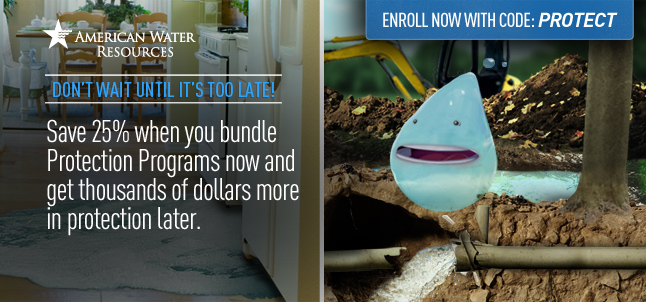 AMERICAN WATER
RESOURCES
DON'T WAIT UNTIL IT'S TOO LATE!
Save 25% when you bundle
Protection Programs now and
get thousands of dollars more
in protection later.
ENROLL NOW WITH CODE: PROTECT